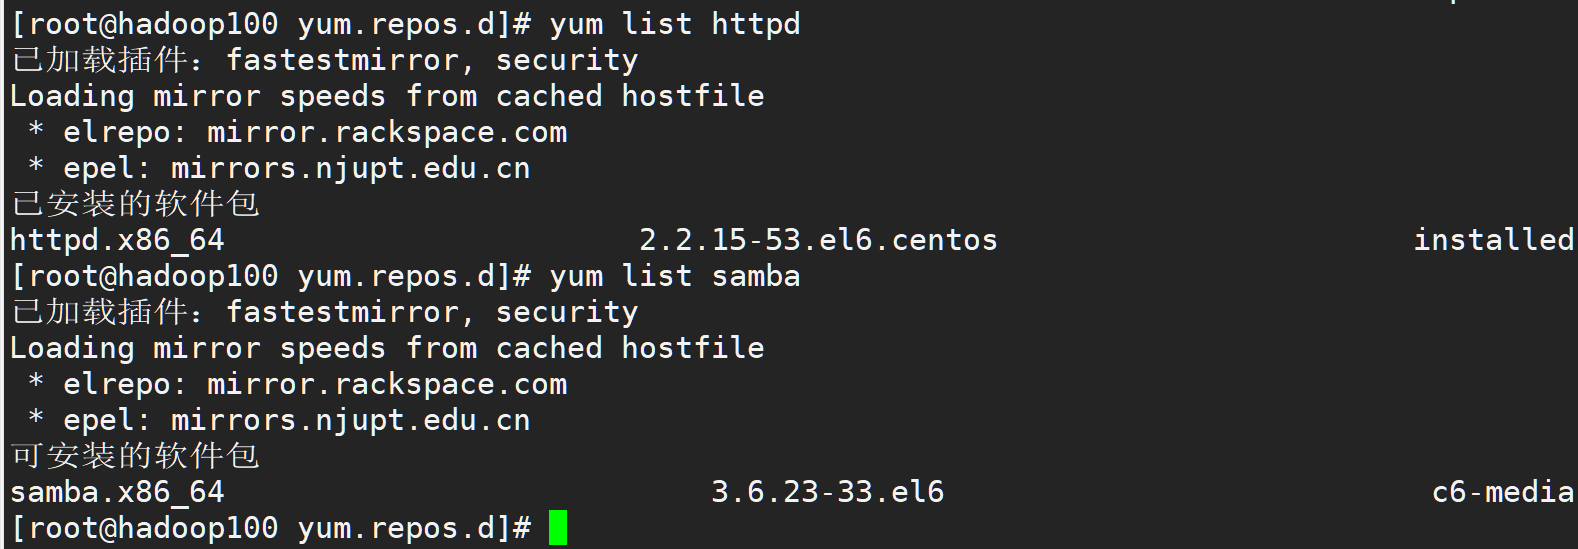 [root@hadoop100 yum.repos.d]# yum list httpd
已加载插件：fastestmirror, security
Loading mirror speeds from cached hostfile
 * elrepo: mirror.rackspace.com
 * epel: mirrors.njupt.edu.cn
已安装的软件包
httpd.x86_64 2.2.15-53.el6.centos installed
[root@hadoop100 yum.repos.d]# yum list samba
已加载插件：fastestmirror, security
Loading mirror speeds from cached hostfile
 * elrepo: mirror.rackspace.com
 * epel: mirrors.njupt.edu.cn
可安装的软件包
samba.x86_64 3.6.23-33.el6 c6-media
[root@hadoop100 yum.repos.d]#